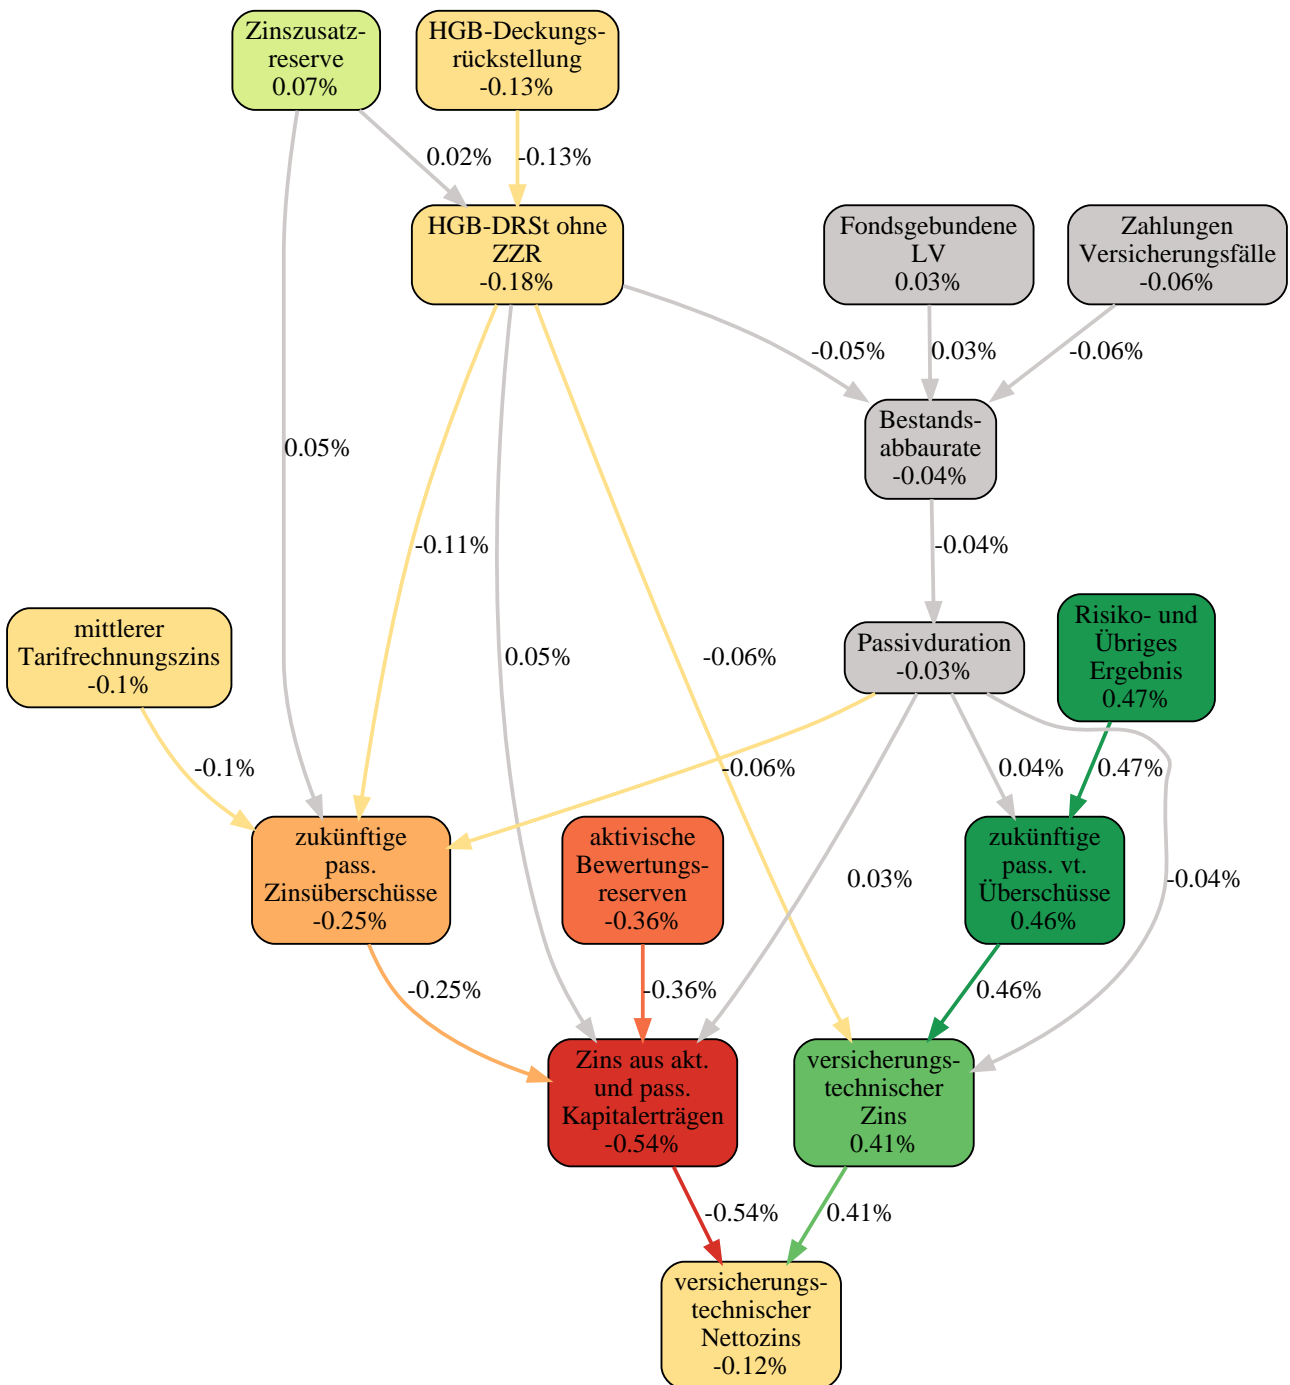 Zinszusatz-
reserve
0.07%
HGB-Deckungs-
rückstellung
-0.13%
0.02%
-0.13%
HGB-DRSt ohne
ZZR
-0.18%
Fondsgebundene
LV
0.03%
Zahlungen
Versicherungsfälle
-0.06%
-0.05%
0.03%
-0.06%
Bestands-
abbaurate
-0.04%
0.05%
-0.11%
-0.04%
mittlerer
Tarifrechnungszins
-0.1%
0.05%
-0.06%
Passivduration
-0.03%
Risiko- und
Übriges
Ergebnis
0.47%
-0.1%
-0.06%
0.04%
0.47%
zukünftige
pass.
Zinsüberschüsse
-0.25%
aktivische
Bewertungs-
reserven
-0.36%
0.03%
zukünftige
pass. vt.
Überschüsse
0.46%
-0.04%
-0.25%
-0.36%
0.46%
Zins aus akt.
und pass.
Kapitalerträgen
-0.54%
versicherungs-
technischer
Zins
0.41%
-0.54%
0.41%
versicherungs-
technischer
Nettozins
-0.12%